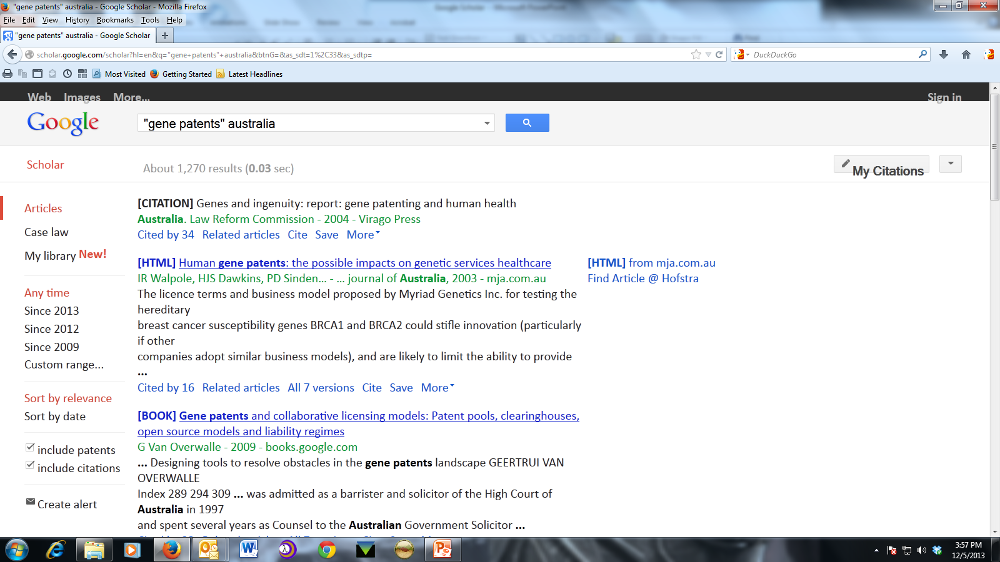 "gene patents" australia - Google Scholar - Mozilla Firefox
File Edit View History Bookmarks Tools Help
"gene patents" australia - Google Scholar
scholar.google.com/scholar?hl=en&q="gene+patents"+australia&btnG=&as_sdt=1%2C33&as_sdtp=
DuckDuckGo
Most Visited Getting Started Latest Headlines
Web Images More... Sign in
Google
"gene patents" australia
Scholar
About 1,270 results (0.03 sec)
My Citations
Articles
Case law
My library New!
Any time
Since 2013
Since 2012
Since 2009
Custom range...
Sort by relevance
Sort by date
include patents
include citations
Create alert
[CITATION] Genes and ingenuity: report: gene patenting and human health
Australia. Law Reform Commission - 2004 - Virago Press
Cited by 34 Related articles Cite Save More
[HTML] Human gene patents: the possible impacts on genetic services healthcare
IR Walpole, HJS Dawkins, PD Sinden... - ... journal of Australia, 2003 - mja.com.au
The licence terms and business model proposed by Myriad Genetics Inc. for testing the
hereditary
breast cancer susceptibility genes BRCA1 and BRCA2 could stifle innovation (particularly
if other
companies adopt similar business models), and are likely to limit the ability to provide
...
Cited by 16 Related articles All 7 versions Cite Save More
[HTML] from mja.com.au
Find Article @ Hofstra
[BOOK] Gene patents and collaborative licensing models: Patent pools, clearinghouses,
open source models and liability regimes
G Van Overwalle - 2009 - books.google.com
... Designing tools to resolve obstacles in the gene patents landscape GEERTRUI VAN
OVERWALLE
Index 289 294 309 ... was admitted as a barrister and solicitor of the High Court of
Australia in 1997
and spent several years as Counsel to the Australian Government Solicitor ...
3:57 PM
12/5/2013